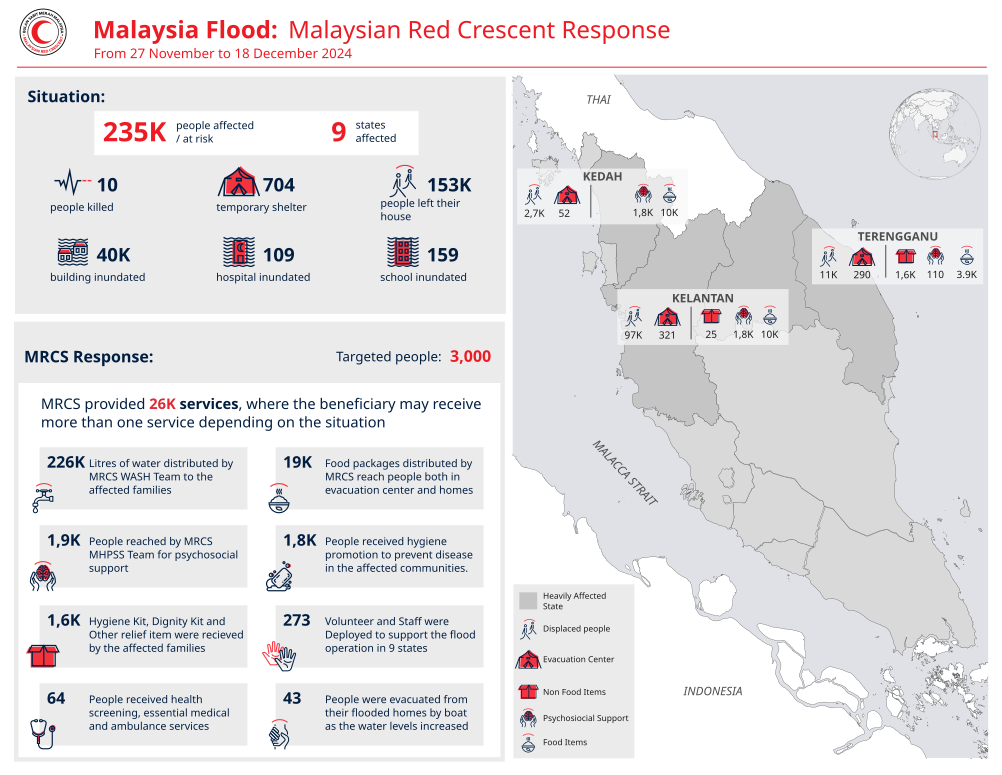 BULAN SABIT MERAH MALAYSIA
MALAYSIAN RED CRESCENT
Malaysia Flood: Malaysian Red Crescent Response
From 27 November to 18 December 2024
Situation:
235K people affected
/ at risk
9 states
affected
10
people killed
704
temporary shelter
153K
people left their
house
40K
building inundated
109
hospital inundated
159
school inundated
MRCS Response:
Targeted people: 3,000
MRCS provided 26K services, where the beneficiary may receive
more than one service depending on the situation
226K Litres of water distributed by
MRCS WASH Team to the
affected families
19K Food packages distributed by
MRCS reach people both in
evacuation center and homes
1,9K People reached by MRCS
MHPSS Team for psychosocial
support
1,8K People received hygiene
promotion to prevent disease
in the affected communities.
1,6K Hygiene Kit, Dignity Kit and
Other relief item were recieved
by the affected families
273 Volunteer and Staff were
Deployed to support the flood
operation in 9 states
64 People received health
screening, essential medical
and ambulance services
43 People were evacuated from
their flooded homes by boat
as the water levels increased
THAI
KEDAH
2,7K 52 1,8K 10K
TERENGGANU
11K 290 1,6K 110 3.9K
KELANTAN
97K 321 25 1,8K 10K
MALACCA STRAIT
INDONESIA
Heavily Affected
State
Displaced people
Evacuation Center
Non Food Items
Psychosiocial Support
Food Items